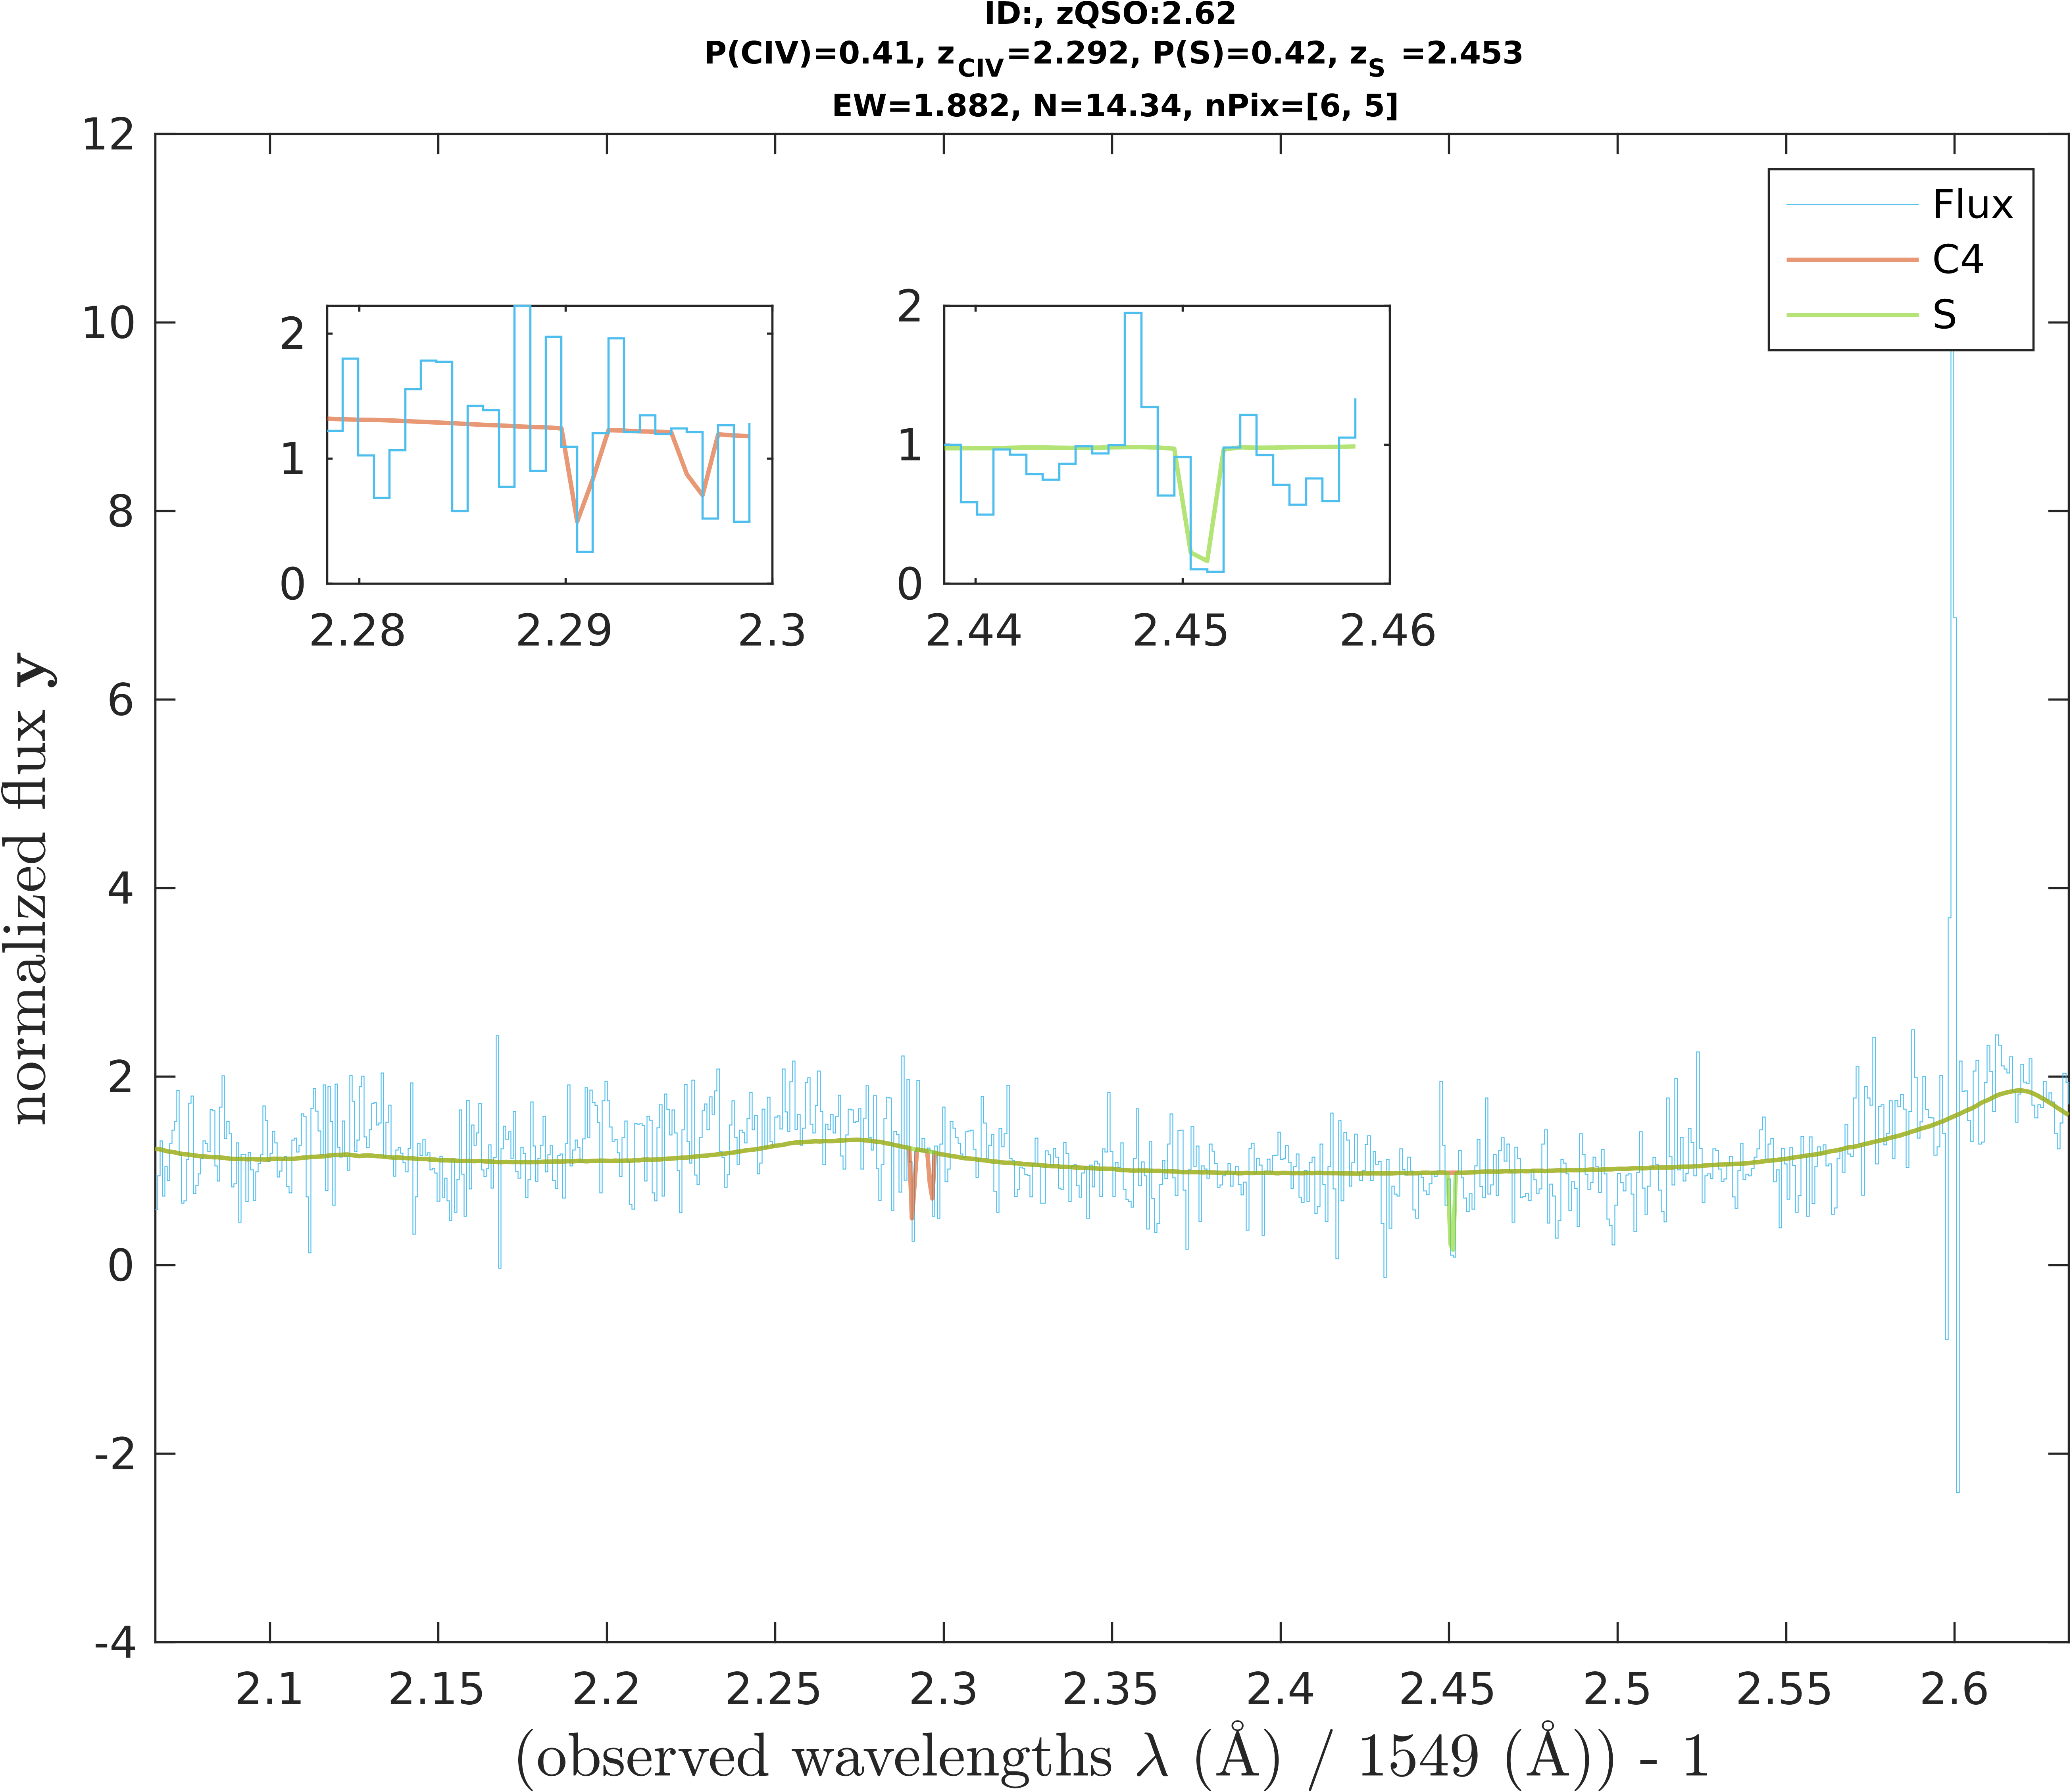 ID:, zQSO:2.62
P(CIV)=0.41, z_CIV=2.292, P(S)=0.42, z_S =2.453
EW=1.882, N=14.34, nPix=[6, 5]
12
10
8
6
4
2
0
-2
-4
normalized flux y
Flux
C4
S
2
1
0
2.28 2.29 2.3
2
1
0
2.44 2.45 2.46
2.1 2.15 2.2 2.25 2.3 2.35 2.4 2.45 2.5 2.55 2.6
(observed wavelengths λ (Å) / 1549 (Å)) - 1